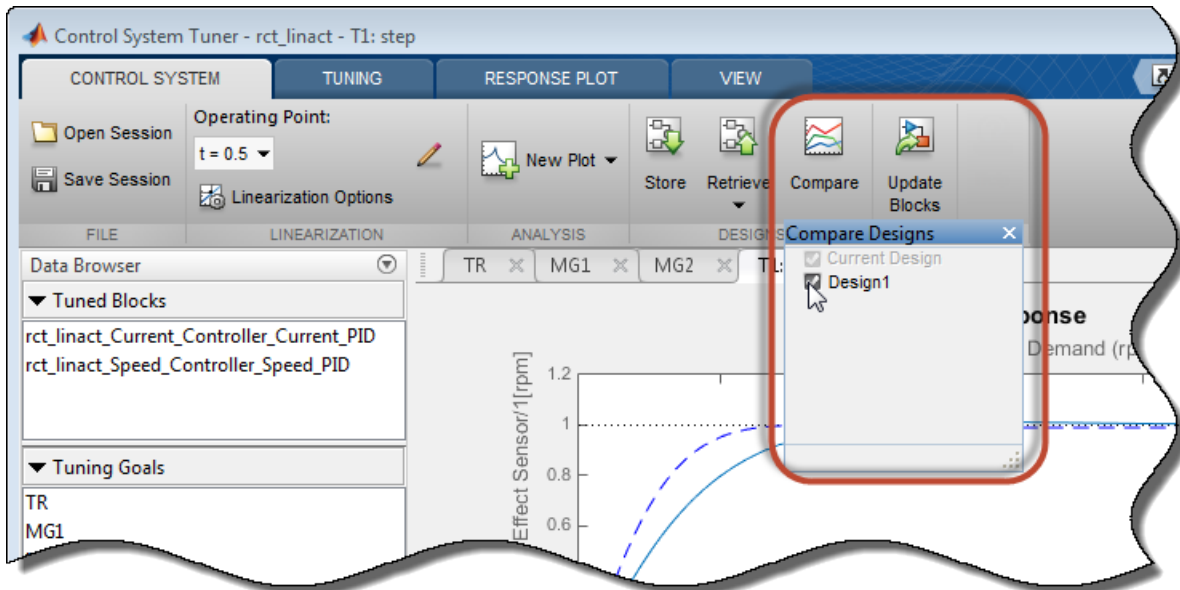 Control System Tuner - rct_linact - T1: step
CONTROL SYSTEM TUNING RESPONSE PLOT VIEW
Open Session
Save Session
FILE
Operating Point:
t = 0.5
Linearization Options
LINEARIZATION
New Plot
ANALYSIS
Store
Retrieve
Compare
Update
Blocks
DESIGNS
Compare Designs
Current Design
Design1
Data Browser
Tuned Blocks
rct_linact_Current_Controller_Current_PID
rct_linact_Speed_Controller_Speed_PID
Tuning Goals
TR
MG1
TR MG1 MG2 T1:
ponse
Demand (rp
Effect Sensor/1[rpm]
1.2
1
0.8
0.6